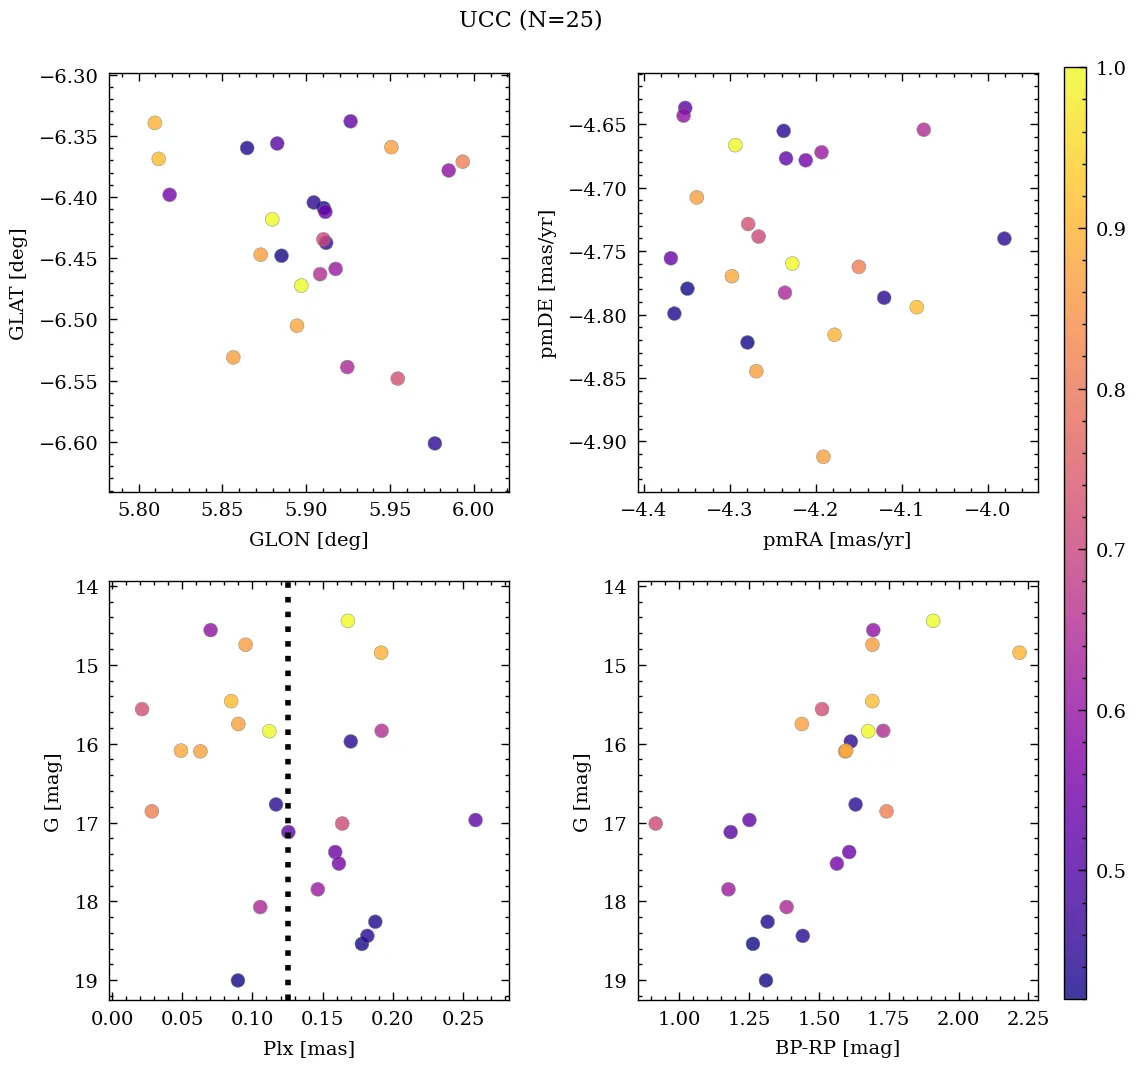 UCC (N=25)
−6.30
−6.35
−6.40
−6.45
−6.50
−6.55
−6.60
GLAT [deg]
5.80 5.85 5.90 5.95 6.00
GLON [deg]
−4.65
−4.70
−4.75
−4.80
−4.85
−4.90
pmDE [mas/yr]
−4.4 −4.3 −4.2 −4.1 −4.0
pmRA [mas/yr]
1.0
0.9
0.8
0.7
0.6
0.5
14
15
16
17
18
19
G [mag]
0.00 0.05 0.10 0.15 0.20 0.25
Plx [mas]
14
15
16
17
18
19
G [mag]
1.00 1.25 1.50 1.75 2.00 2.25
BP-RP [mag]